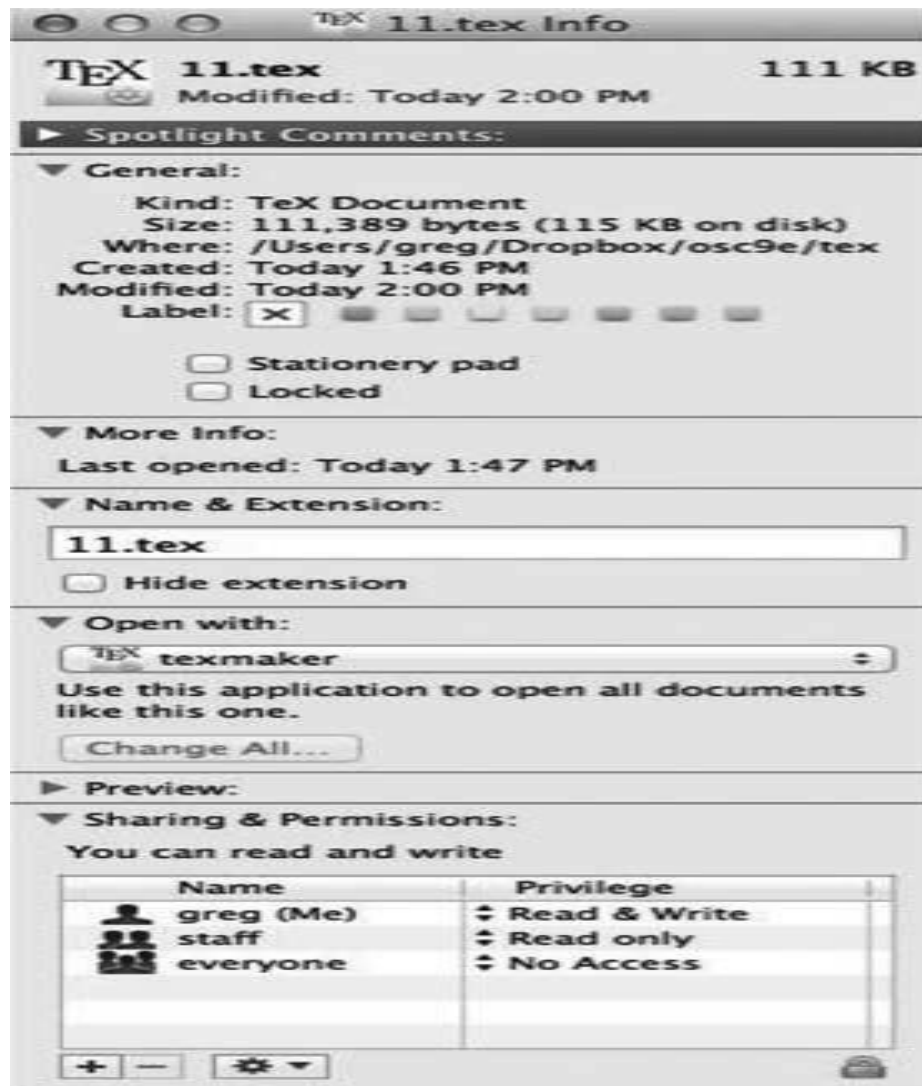 TEX 11.tex Info
TEX 11.tex 111 KB
Modified: Today 2:00 PM
Spotlight Comments:
General:
Kind: TeX Document
Size: 111,389 bytes (115 KB on disk)
Where: /Users/greg/Dropbox/osc9e/tex
Created: Today 1:46 PM
Modified: Today 2:00 PM
Label: ×
Stationery pad
Locked
More Info:
Last opened: Today 1:47 PM
Name & Extension:
11.tex
Hide extension
Open with:
TEX texmaker
Use this application to open all documents
like this one.
Change All...
Preview:
Sharing & Permissions:
You can read and write
Name Privilege
greg (Me) Read & Write
staff Read only
everyone No Access